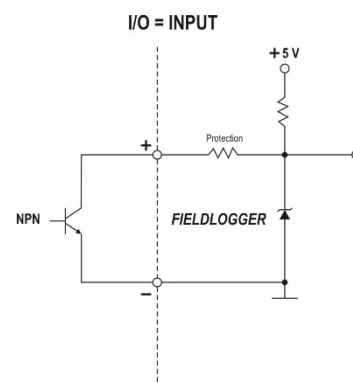 I/O = INPUT
+5 V
+
Protection
NPN
FIELDLOGGER
−